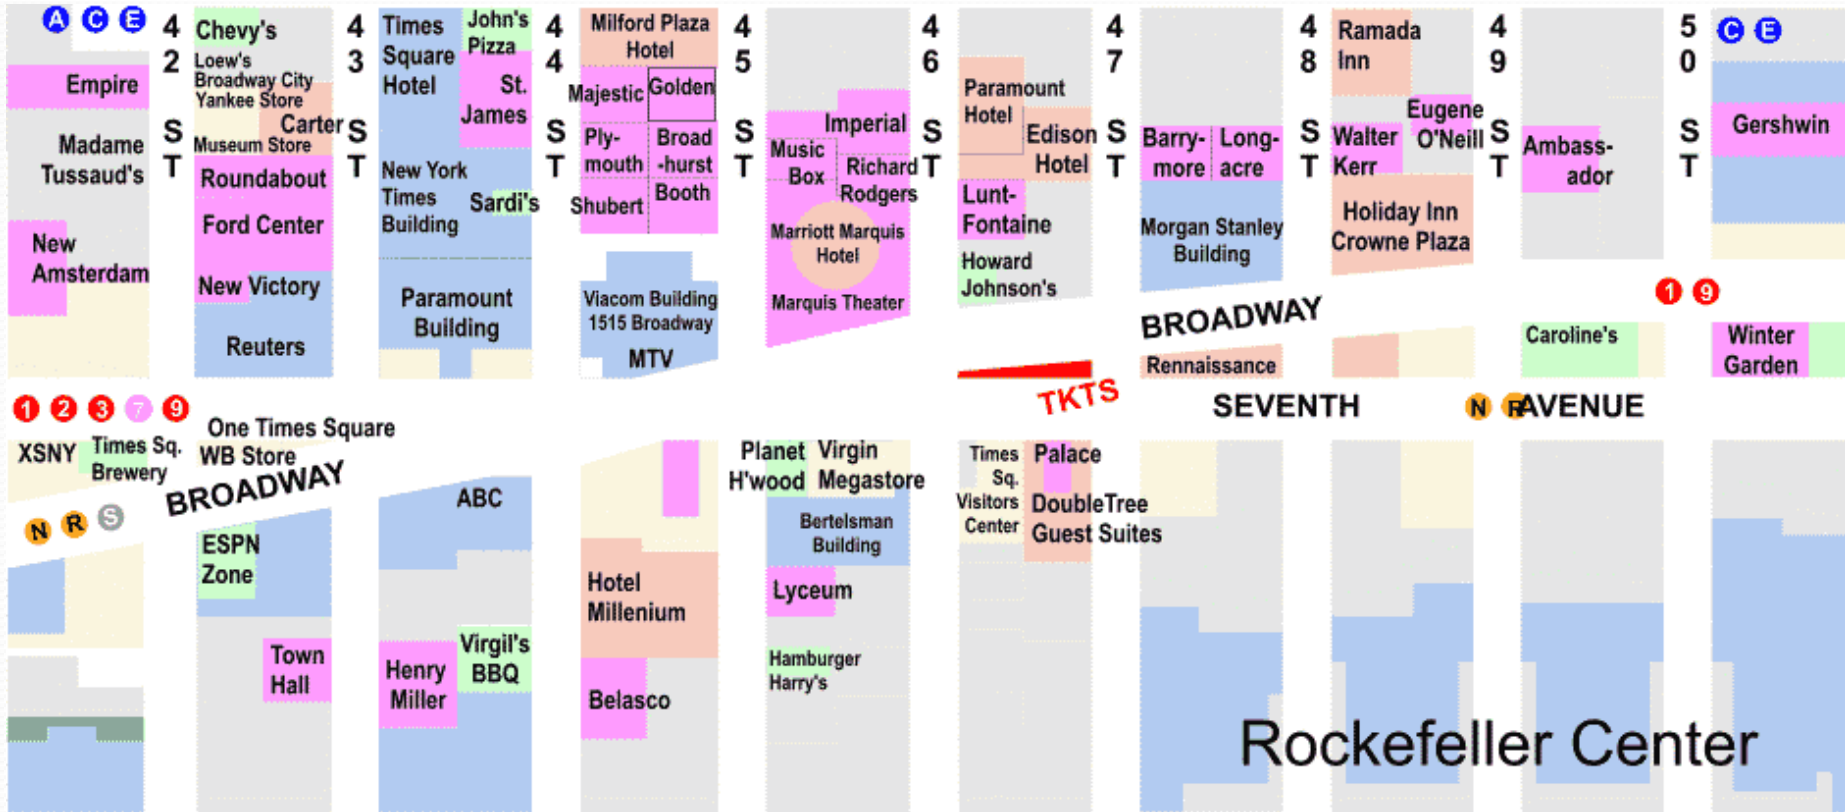 A C E
Empire
Madame
Tussaud's
New
Amsterdam
1 2 3 7 9
XSNY
Times Sq.
Brewery
N R S
42
ST
Chevy's
Loew's
Broadway City
Yankee Store
Carter
Museum Store
Roundabout
Ford Center
New Victory
Reuters
One Times Square
WB Store
BROADWAY
ESPN
Zone
Town
Hall
43
ST
Times
Square
Hotel
John's
Pizza
St.
James
New York
Times
Building
Sardi's
Paramount
Building
ABC
Henry
Miller
Virgil's
BBQ
44
ST
Milford Plaza
Hotel
Majestic
Golden
Ply-
mouth
Broad
-hurst
Shubert
Booth
Viacom Building
1515 Broadway
MTV
Hotel
Millenium
Belasco
45
ST
Imperial
Music
Box
Richard
Rodgers
Marriott Marquis
Hotel
Marquis Theater
Planet
H'wood
Virgin
Megastore
Bertelsman
Building
Lyceum
Hamburger
Harry's
46
ST
Paramount
Hotel
Edison
Hotel
Lunt-
Fontaine
Howard
Johnson's
TKTS
Times
Sq.
Visitors
Center
Palace
DoubleTree
Guest Suites
47
ST
Barry-
more
Long-
acre
Morgan Stanley
Building
BROADWAY
Rennaissance
SEVENTH AVENUE
48
ST
Ramada
Inn
Eugene
O'Neill
Walter
Kerr
Holiday Inn
Crowne Plaza
N R
49
ST
Ambass-
ador
Caroline's
1 9
50
ST
C E
Gershwin
Winter
Garden
Rockefeller Center